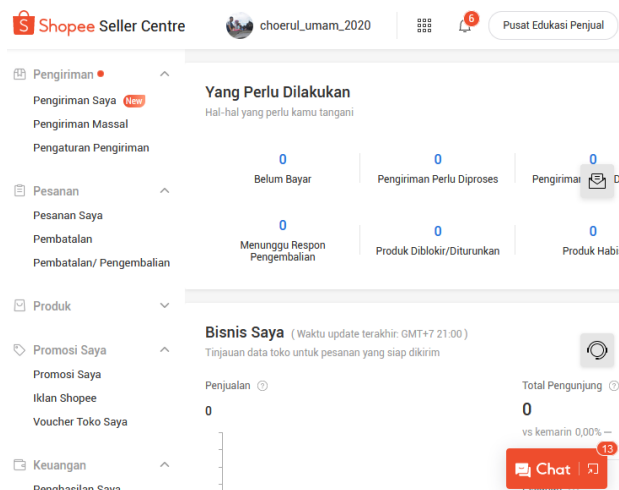 Shopee Seller Centre
choerul_umam_2020
6
Pusat Edukasi Penjual
Pengiriman
Pengiriman Saya New
Pengiriman Massal
Pengaturan Pengiriman
Pesanan
Pesanan Saya
Pembatalan
Pembatalan/ Pengembalian
Produk
Promosi Saya
Promosi Saya
Iklan Shopee
Voucher Toko Saya
Keuangan
Penghasilan Saya
Yang Perlu Dilakukan
Hal-hal yang perlu kamu tangani
0
Belum Bayar
0
Pengiriman Perlu Diproses
0
0
Menunggu Respon
Pengembalian
0
Produk Diblokir/Diturunkan
0
Produk
Bisnis Saya (Waktu update terakhir: GMT+7 21:00 )
Tinjauan data toko untuk pesanan yang siap dikirim
Penjualan
0
Total Pengunjung
0
vs kemarin 0,00% —
13
Chat